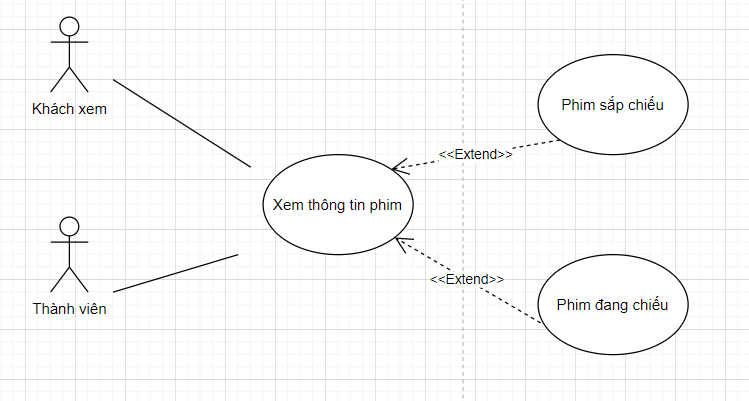 Khách xem
Phim sắp chiếu
<<Extend>>
Xem thông tin phim
<<Extend>>
Thành viên
Phim đang chiếu